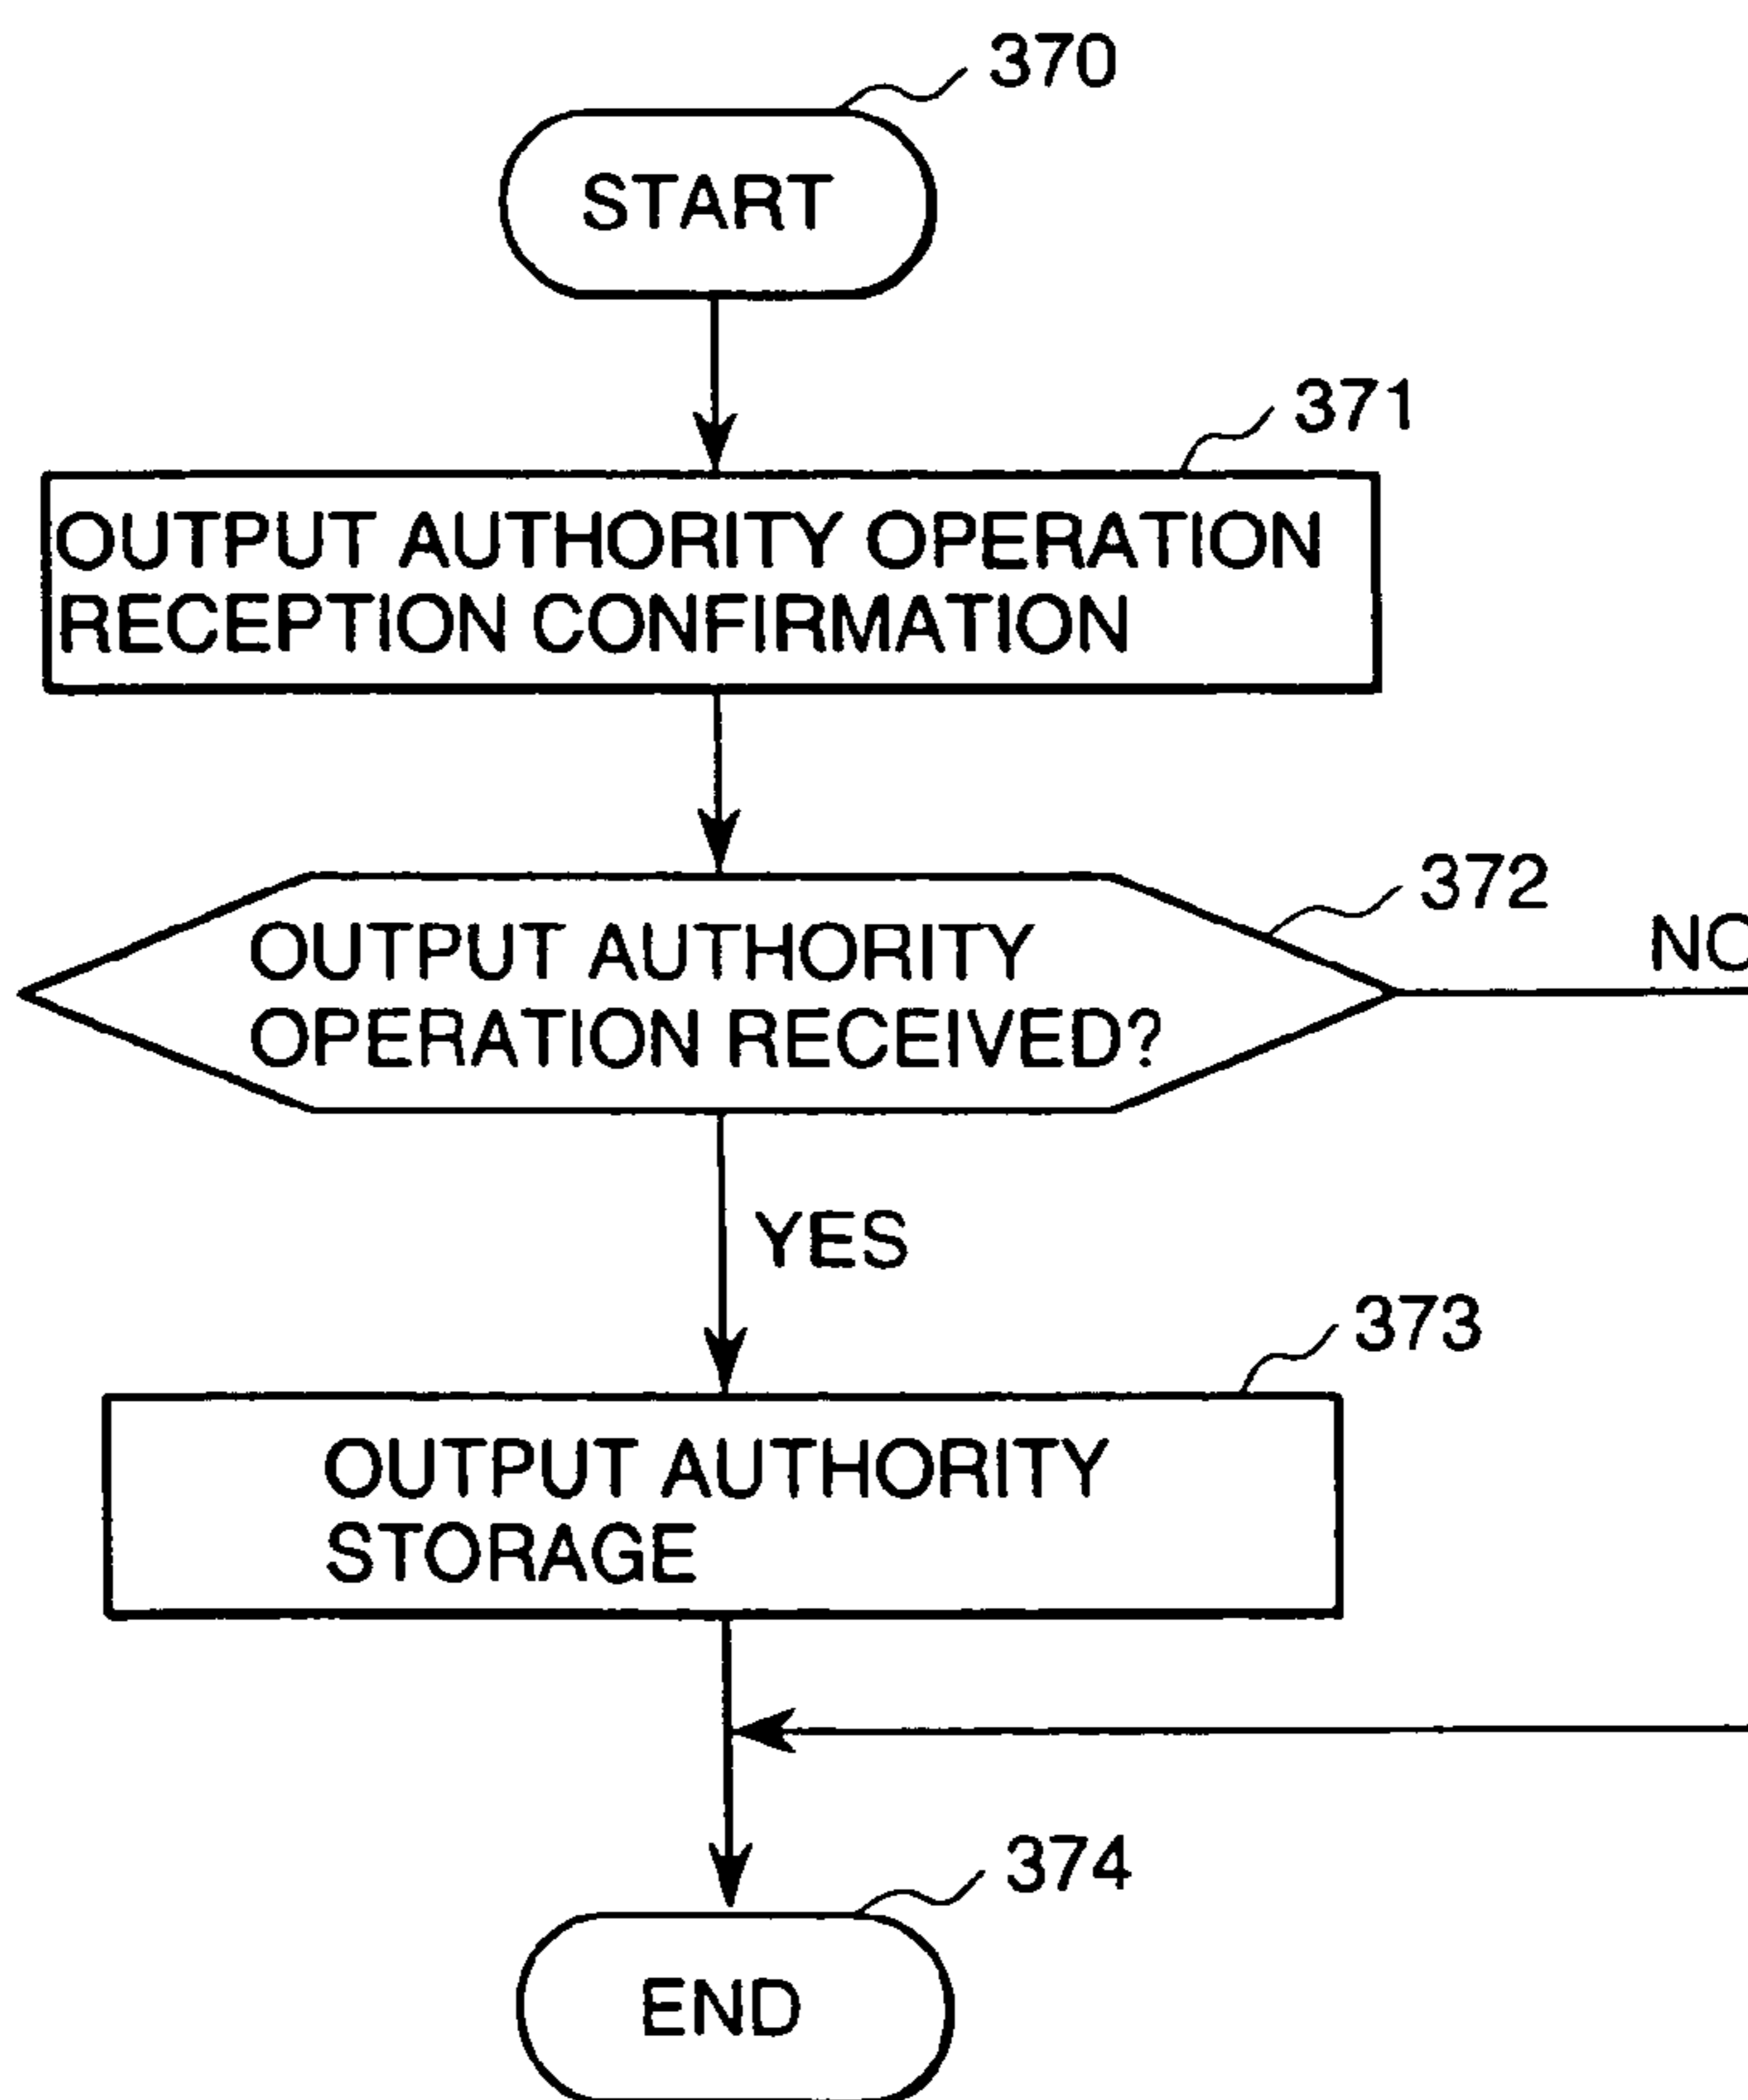 370
START
371
OUTPUT AUTHORITY OPERATION
RECEPTION CONFIRMATION
372
OUTPUT AUTHORITY
OPERATION RECEIVED?
NO
YES
373
OUTPUT AUTHORITY
STORAGE
374
END